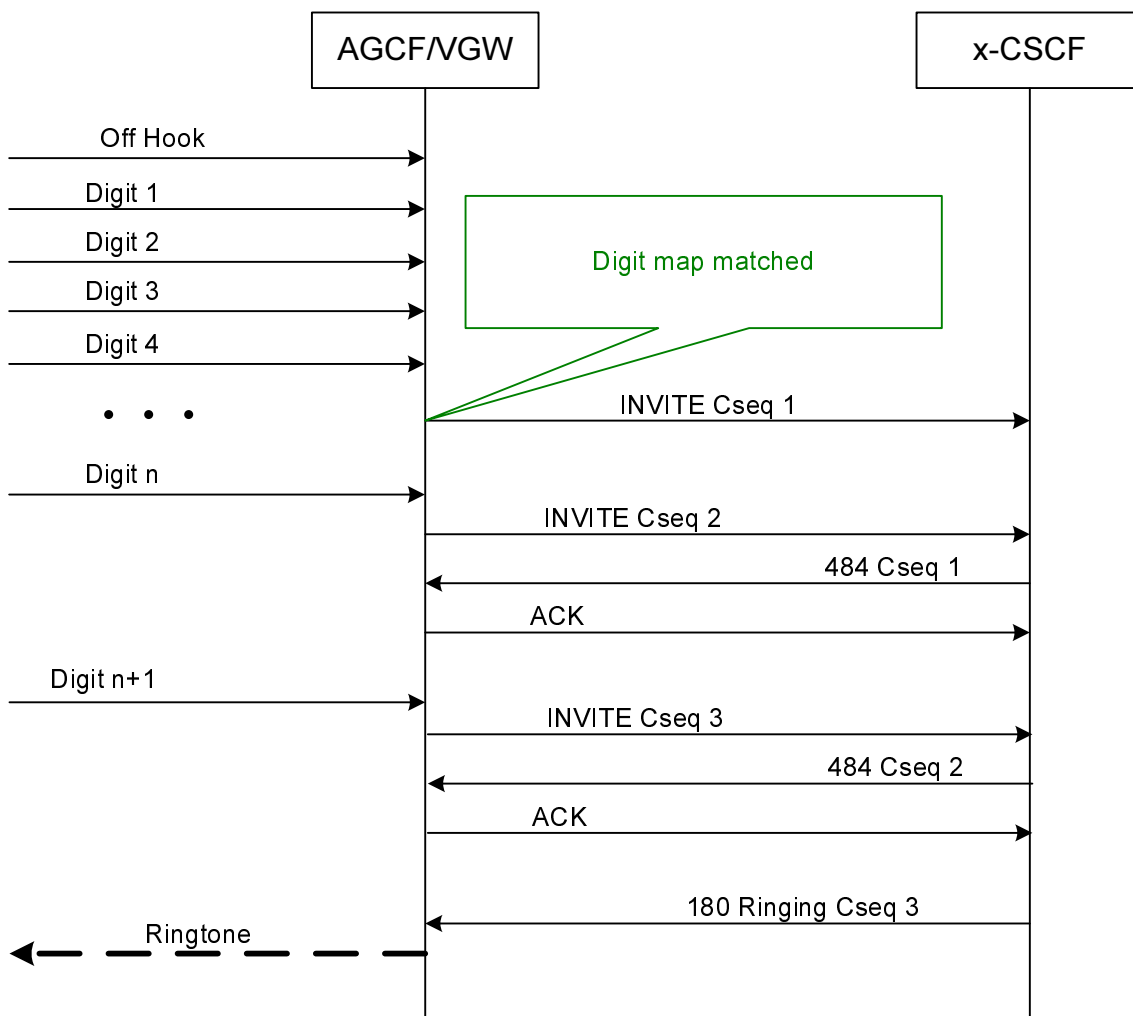 AGCF/VGW
x-CSCF
Off Hook
Digit 1
Digit 2
Digit map matched
Digit 3
Digit 4
INVITE Cseq 1
• • •
Digit n
INVITE Cseq 2
484 Cseq 1
ACK
Digit n+1
INVITE Cseq 3
484 Cseq 2
ACK
180 Ringing Cseq 3
Ringtone